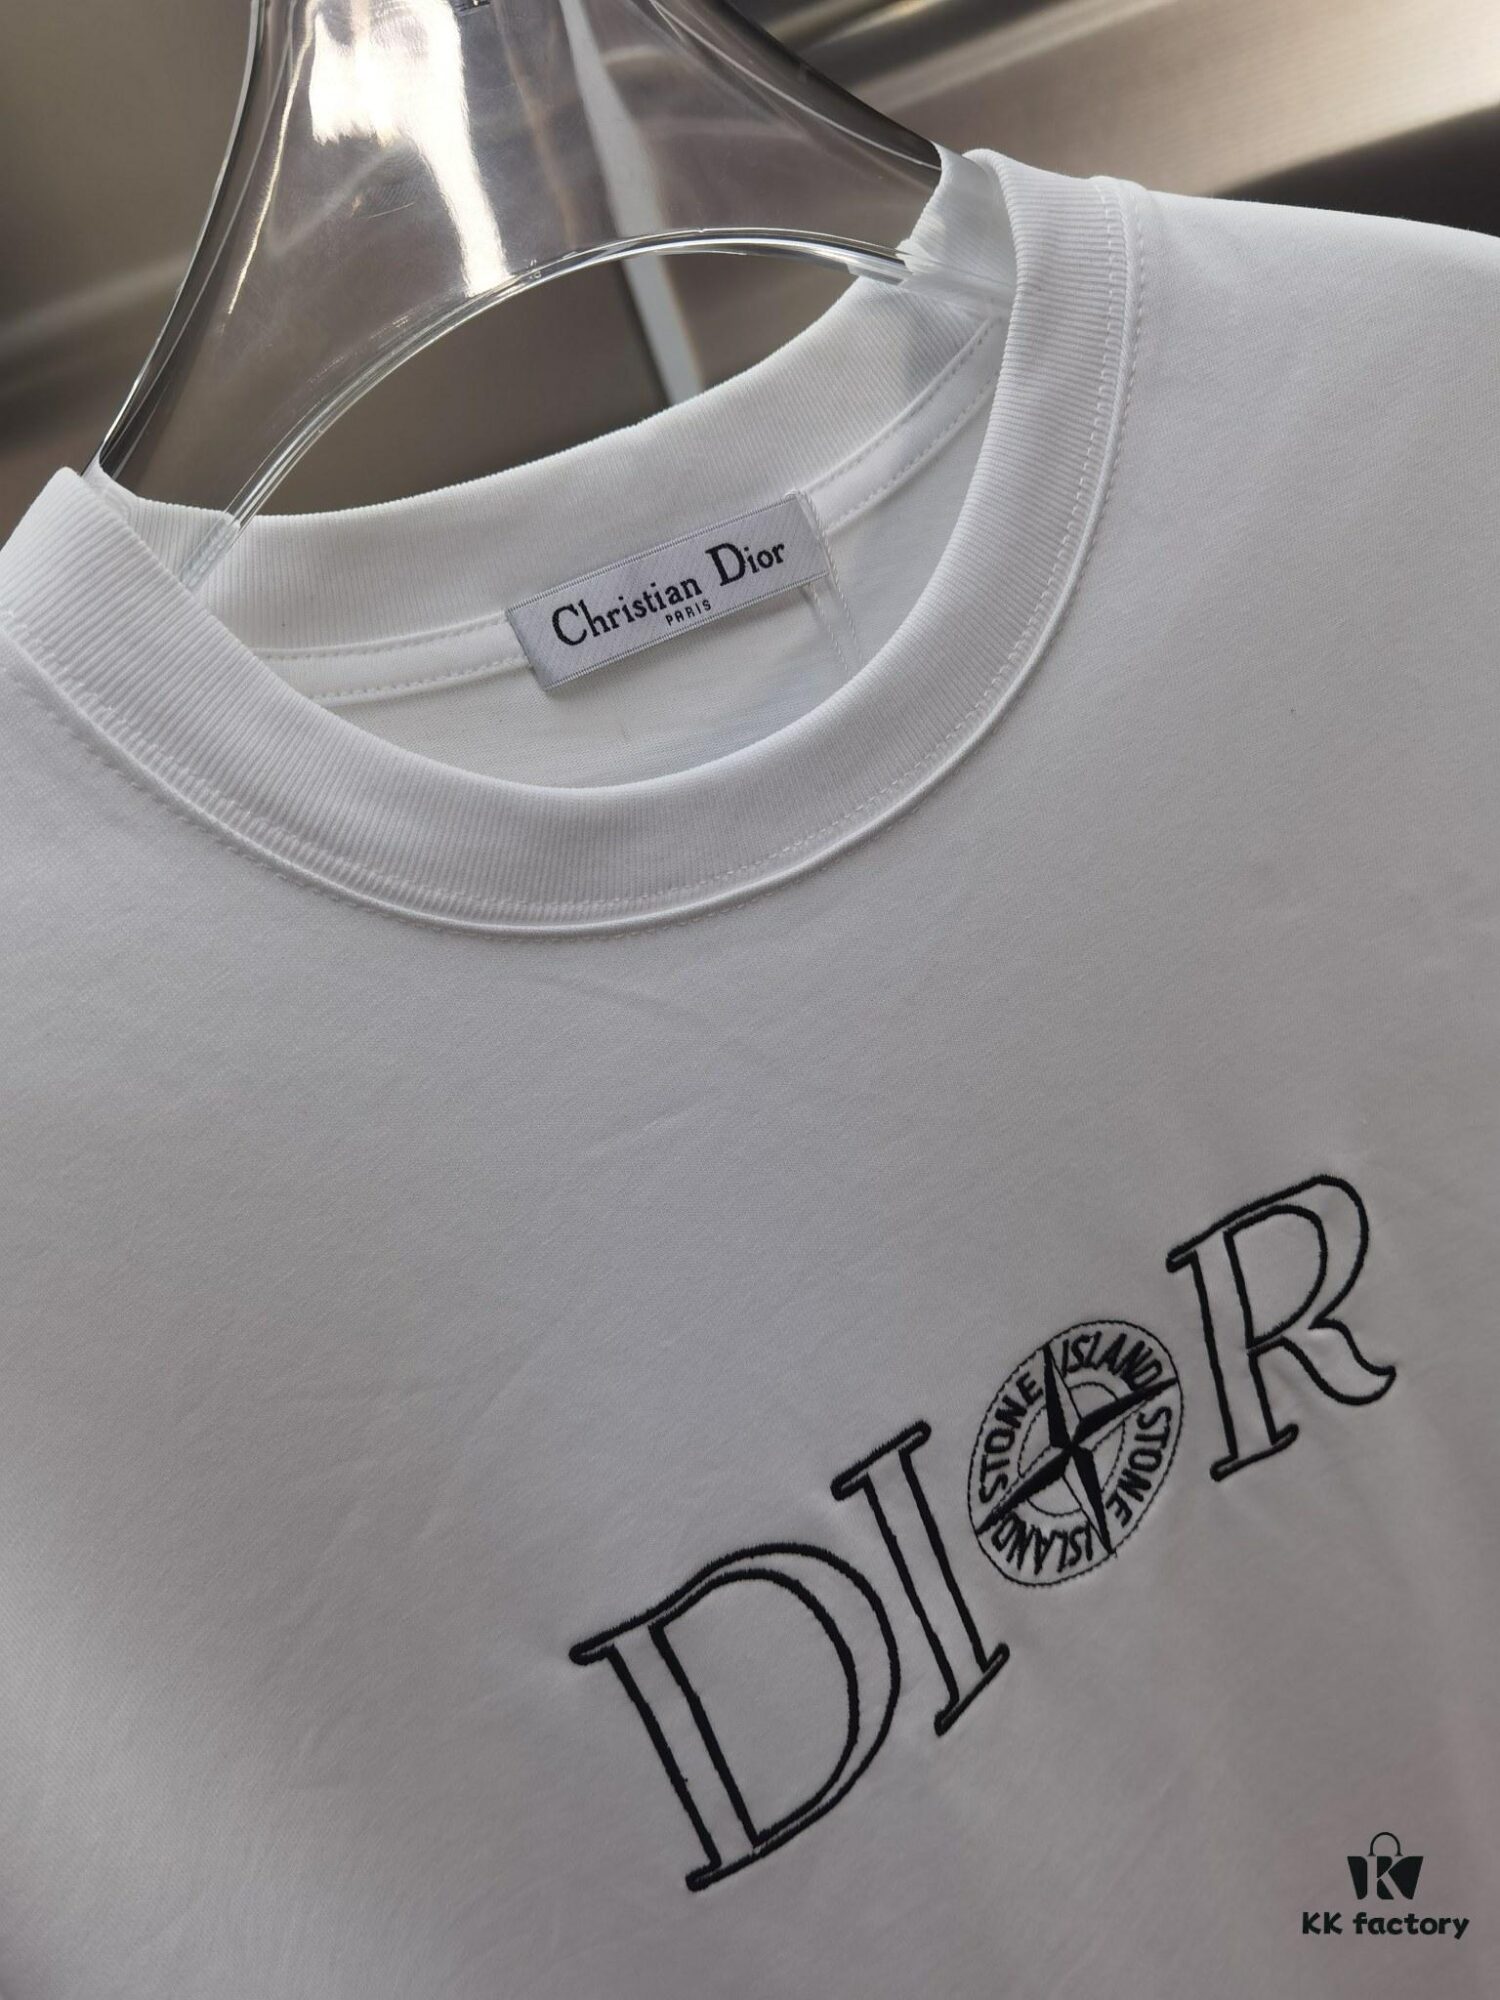 Christian Dior
PARIS
DIOR
STONE ISLAND STONE ISLAND
KK factory